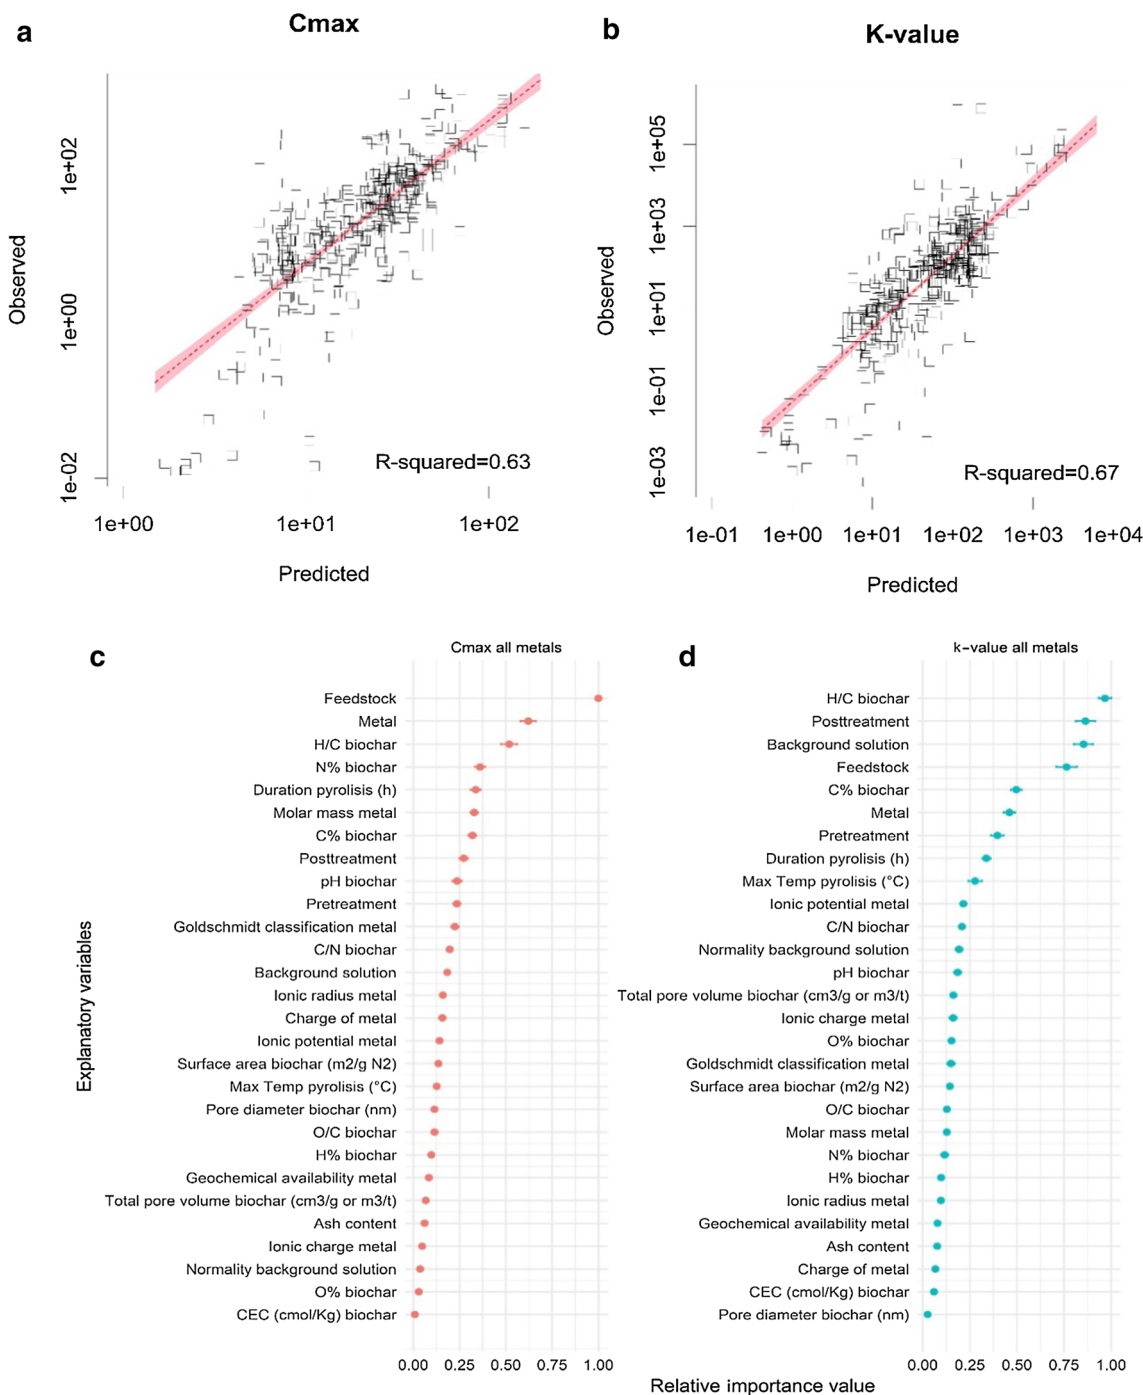 a
Cmax
Observed
1e+02
1e+00
1e-02
R-squared=0.63
1e+00 1e+01 1e+02
Predicted
b
K-value
Observed
1e+05
1e+03
1e+01
1e-01
1e-03
R-squared=0.67
1e-01 1e+00 1e+01 1e+02 1e+03 1e+04
Predicted
c
Cmax all metals
Explanatory variables
Feedstock
Metal
H/C biochar
N% biochar
Duration pyrolisis (h)
Molar mass metal
C% biochar
Posttreatment
pH biochar
Pretreatment
Goldschmidt classification metal
C/N biochar
Background solution
Ionic radius metal
Charge of metal
Ionic potential metal
Surface area biochar (m2/g N2)
Max Temp pyrolisis (°C)
Pore diameter biochar (nm)
O/C biochar
H% biochar
Geochemical availability metal
Total pore volume biochar (cm3/g or m3/t)
Ash content
Ionic charge metal
Normality background solution
O% biochar
CEC (cmol/Kg) biochar
0.00 0.25 0.50 0.75 1.00
d
k-value all metals
H/C biochar
Posttreatment
Background solution
Feedstock
C% biochar
Metal
Pretreatment
Duration pyrolisis (h)
Max Temp pyrolisis (°C)
Ionic potential metal
C/N biochar
Normality background solution
pH biochar
Total pore volume biochar (cm3/g or m3/t)
Ionic charge metal
O% biochar
Goldschmidt classification metal
Surface area biochar (m2/g N2)
O/C biochar
Molar mass metal
N% biochar
H% biochar
Ionic radius metal
Geochemical availability metal
Ash content
Charge of metal
CEC (cmol/Kg) biochar
Pore diameter biochar (nm)
0.00 0.25 0.50 0.75 1.00
Relative importance value